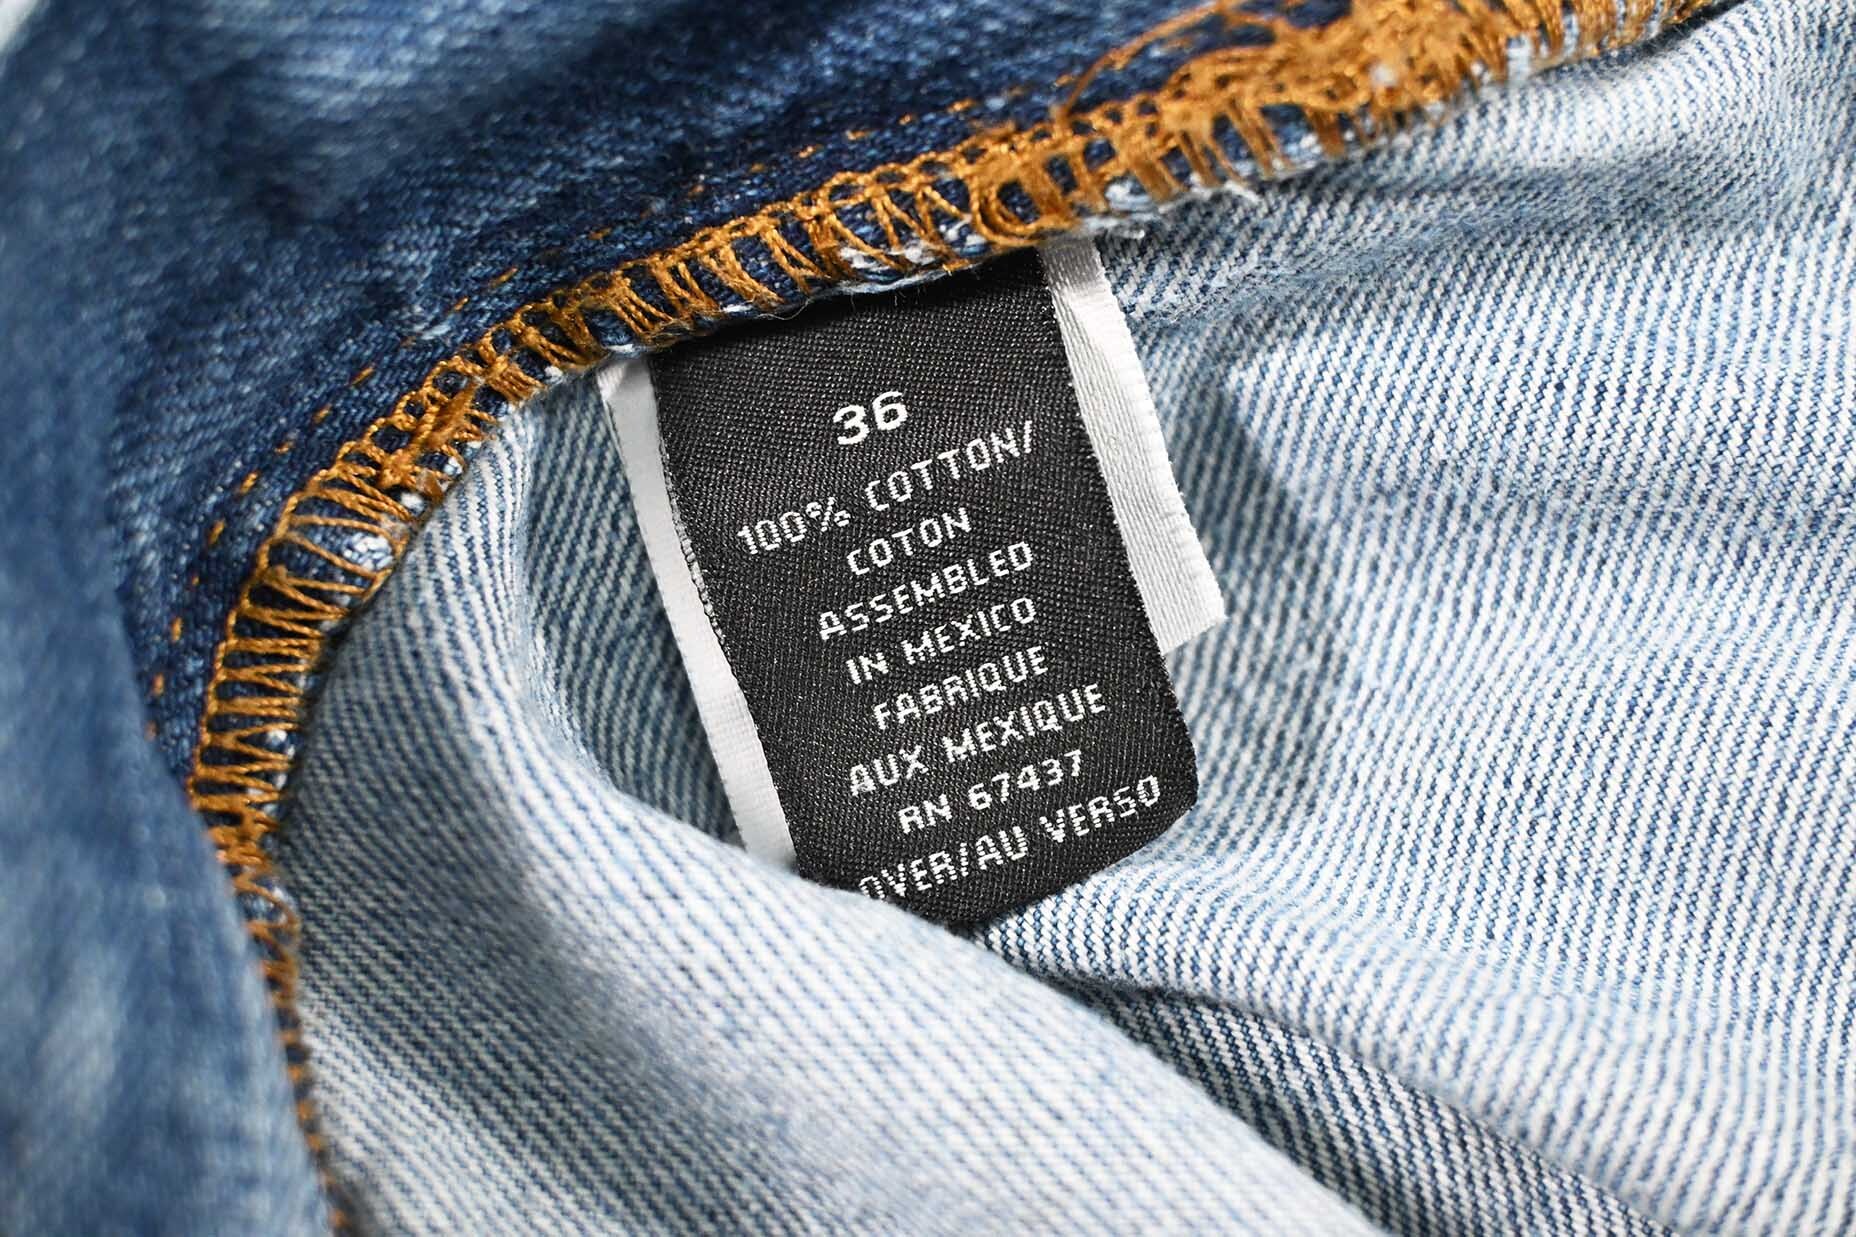 36
100% COTTON/
COTON
ASSEMBLED
IN MEXICO
FABRIQUE
AUX MEXIQUE
RN 67437
OVER/AU VERSO